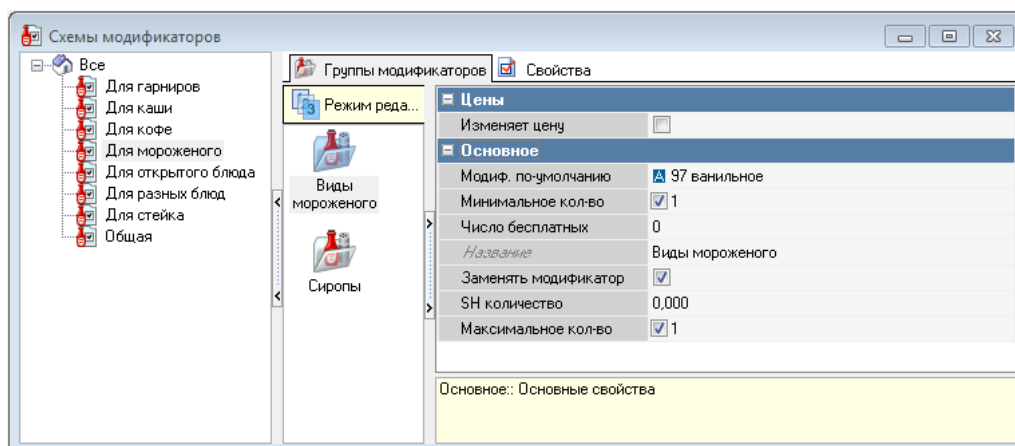 Схемы модификаторов
Все
Для гарниров
Для каши
Для кофе
Для мороженого
Для открытого блюда
Для разных блюд
Для стейка
Общая
Группы модификаторов
Свойства
Режим реда...
Виды
мороженого
Сиропы
Цены
Изменяет цену
Основное
Модиф. по-умолчанию 97 ванильное
Минимальное кол-во 1
Число бесплатных 0
Название Виды мороженого
Заменять модификатор
SH количество 0,000
Максимальное кол-во 1
Основное:: Основные свойства